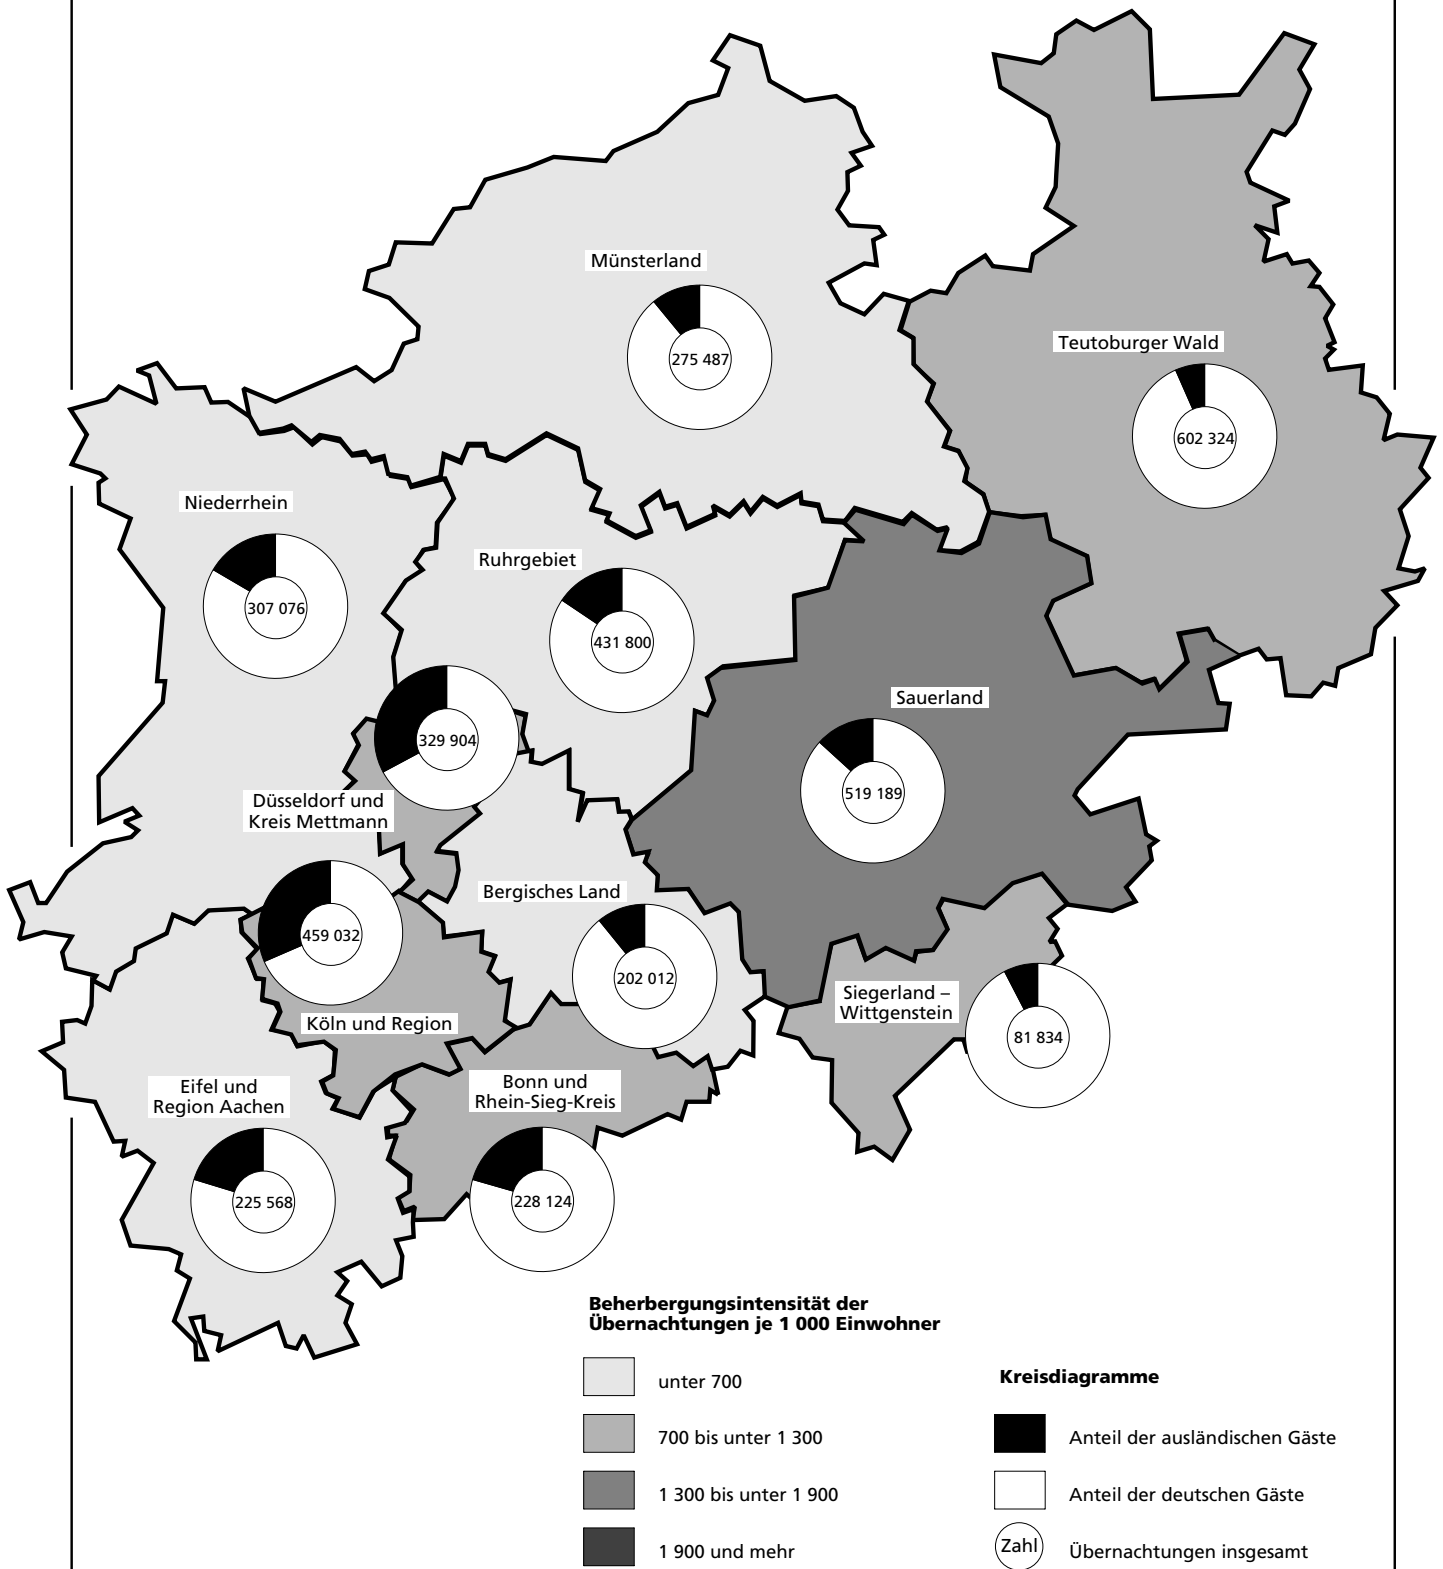 Münsterland
275 487
Teutoburger Wald
602 324
Niederrhein
307 076
Ruhrgebiet
431 800
Sauerland
519 189
329 904
Düsseldorf und
Kreis Mettmann
Bergisches Land
202 012
459 032
Köln und Region
Siegerland –
Wittgenstein
81 834
Eifel und
Region Aachen
225 568
Bonn und
Rhein-Sieg-Kreis
228 124
Beherbergungsintensität der
Übernachtungen je 1 000 Einwohner
unter 700
700 bis unter 1 300
1 300 bis unter 1 900
1 900 und mehr
Kreisdiagramme
Anteil der ausländischen Gäste
Anteil der deutschen Gäste
Zahl Übernachtungen insgesamt